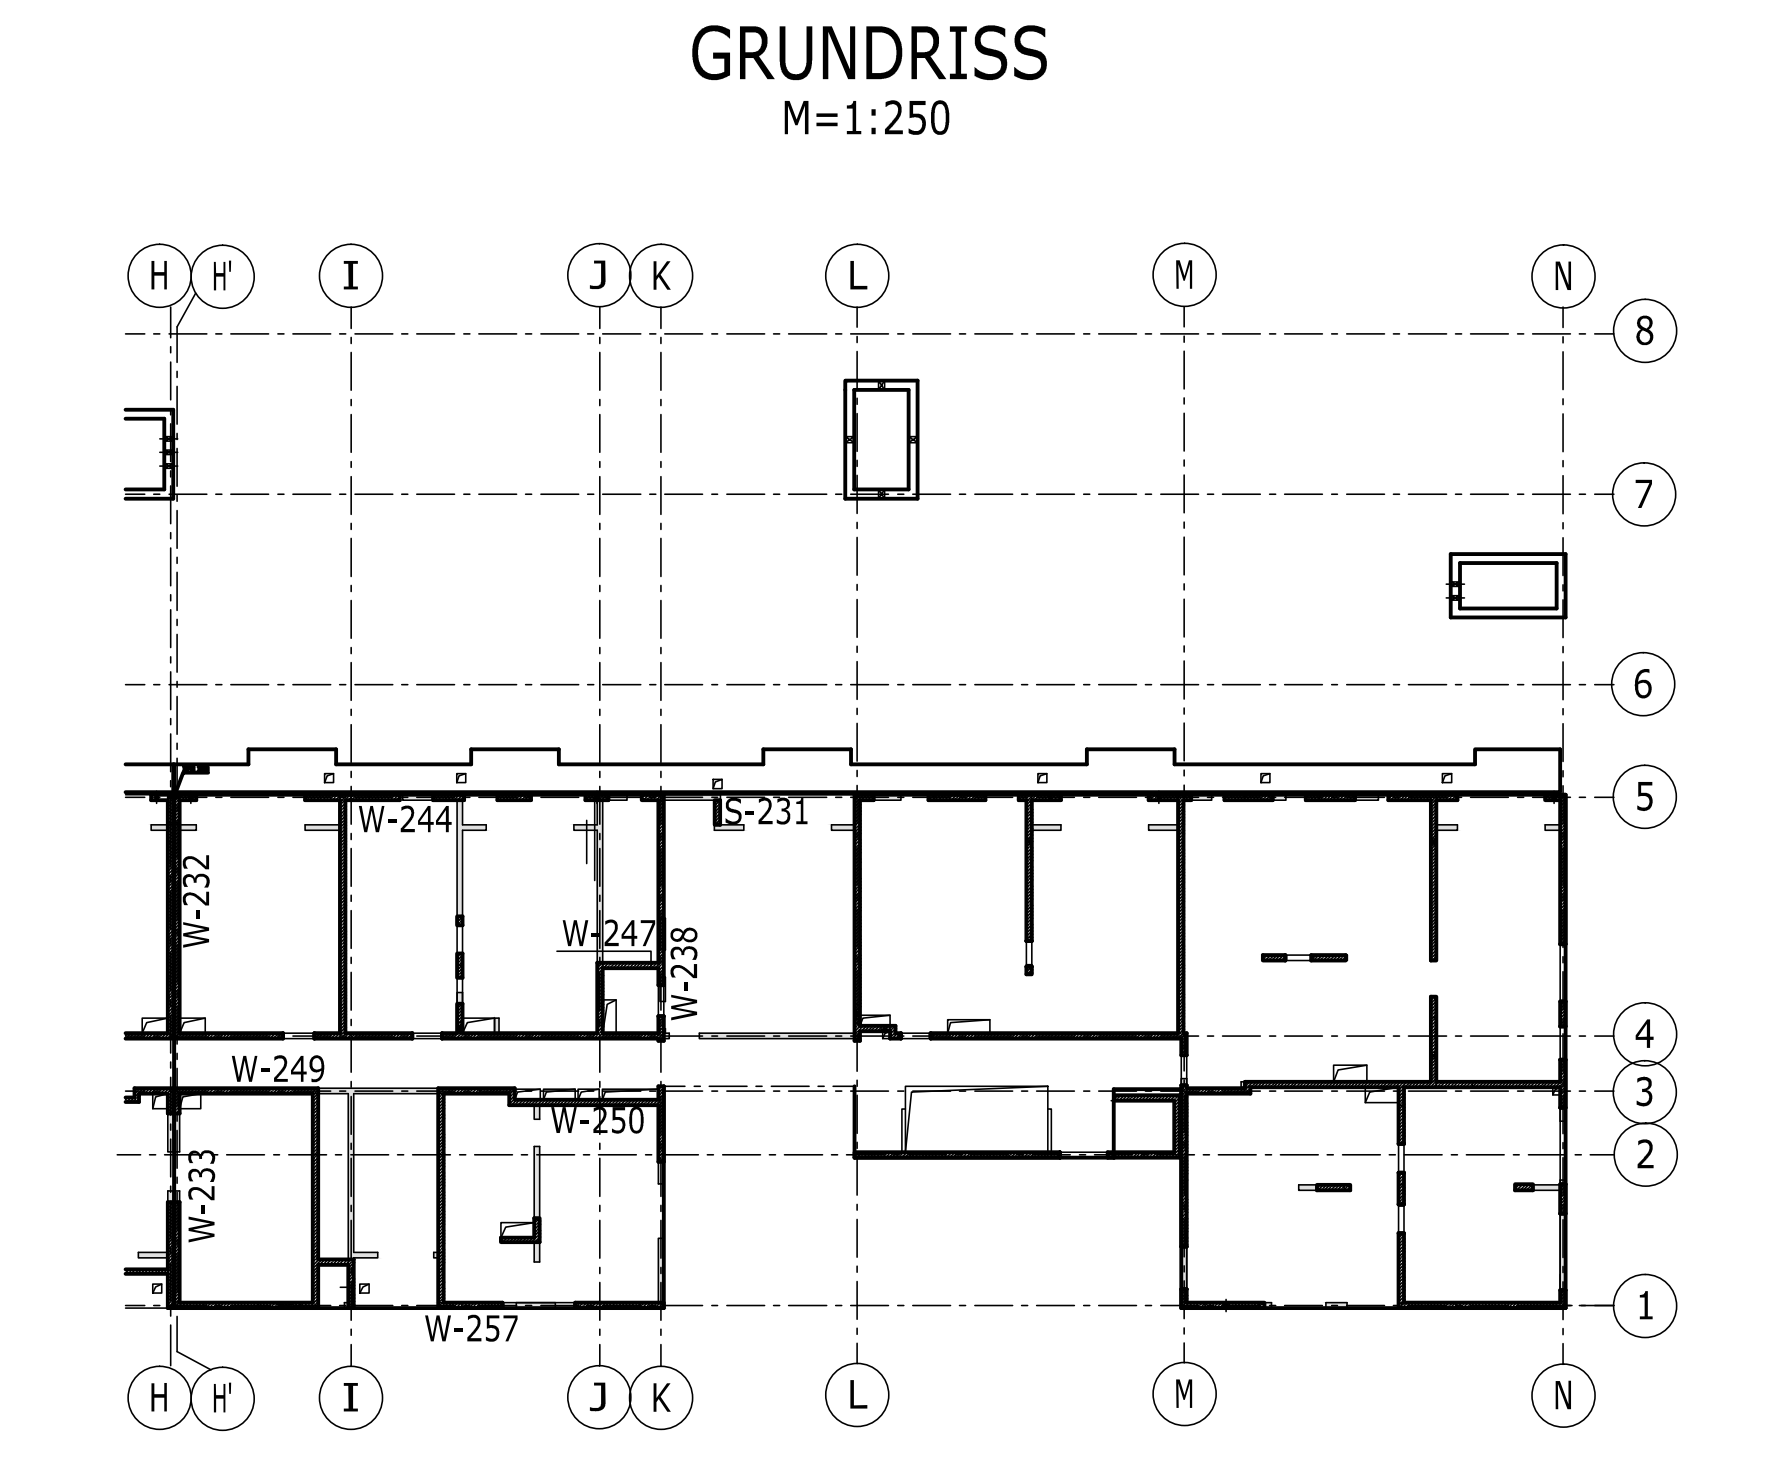 GRUNDRISS
M=1:250
H H' I J K L M N
8
7
6
5
W-244
S-231
W-232
W-247
W-238
4
W-249
3
W-250
2
W-233
1
W-257
H H' I J K L M N